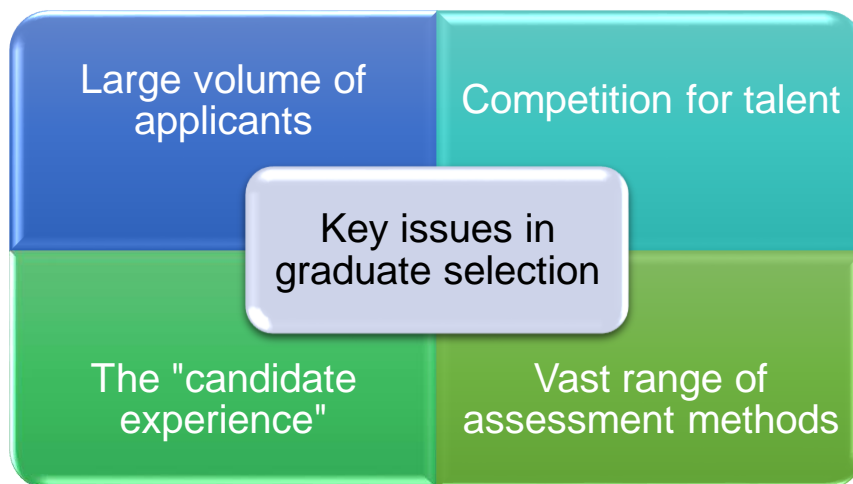 Large volume of
applicants
Competition for talent
Key issues in
graduate selection
The "candidate
experience"
Vast range of
assessment methods